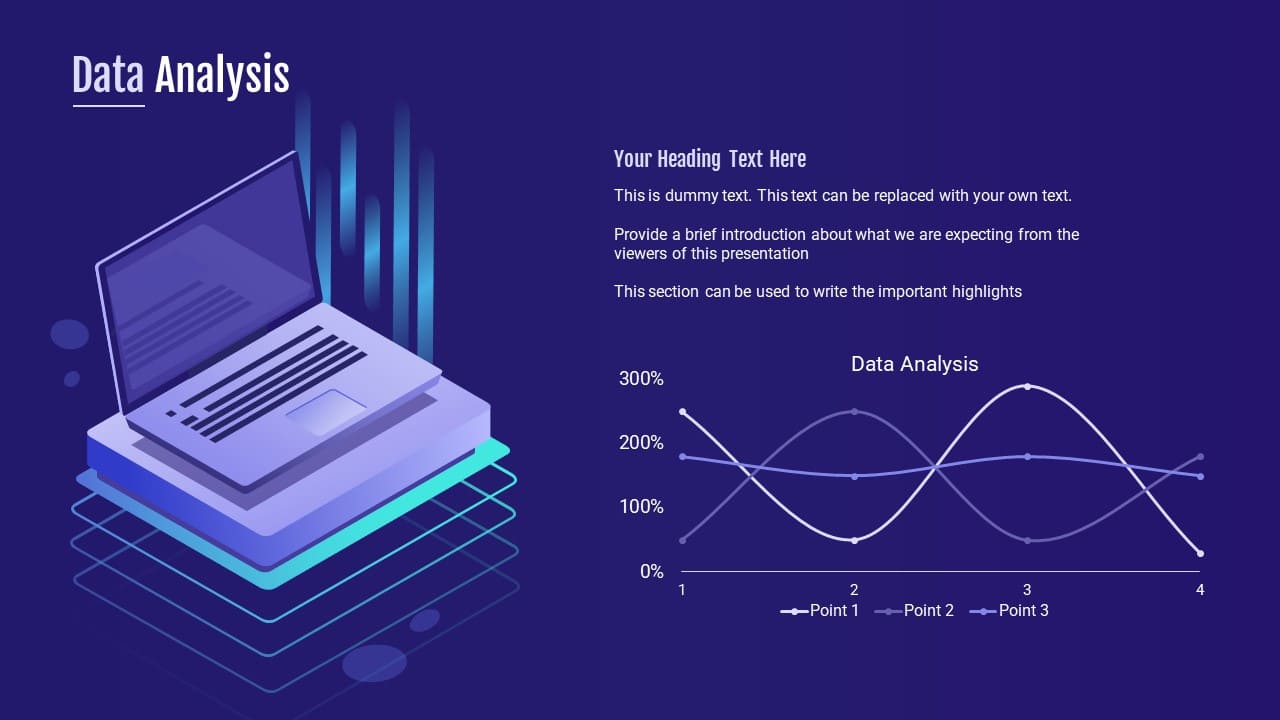 Data Analysis
Your Heading Text Here
This is dummy text. This text can be replaced with your own text.
Provide a brief introduction about what we are expecting from the
viewers of this presentation
This section can be used to write the important highlights
Data Analysis
300%
200%
100%
0%
1 2 3 4
Point 1 Point 2 Point 3